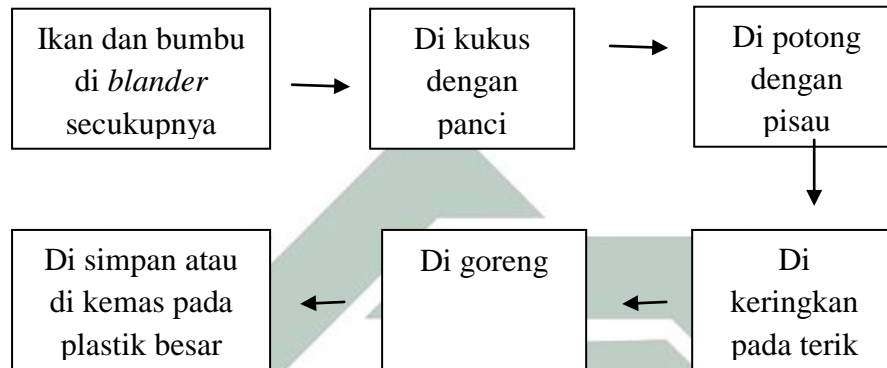 Ikan dan bumbu
di blander
secukupnya
Di kukus
dengan
panci
Di potong
dengan
pisau
Di
keringkan
pada terik
Di goreng
Di simpan atau
di kemas pada
plastik besar